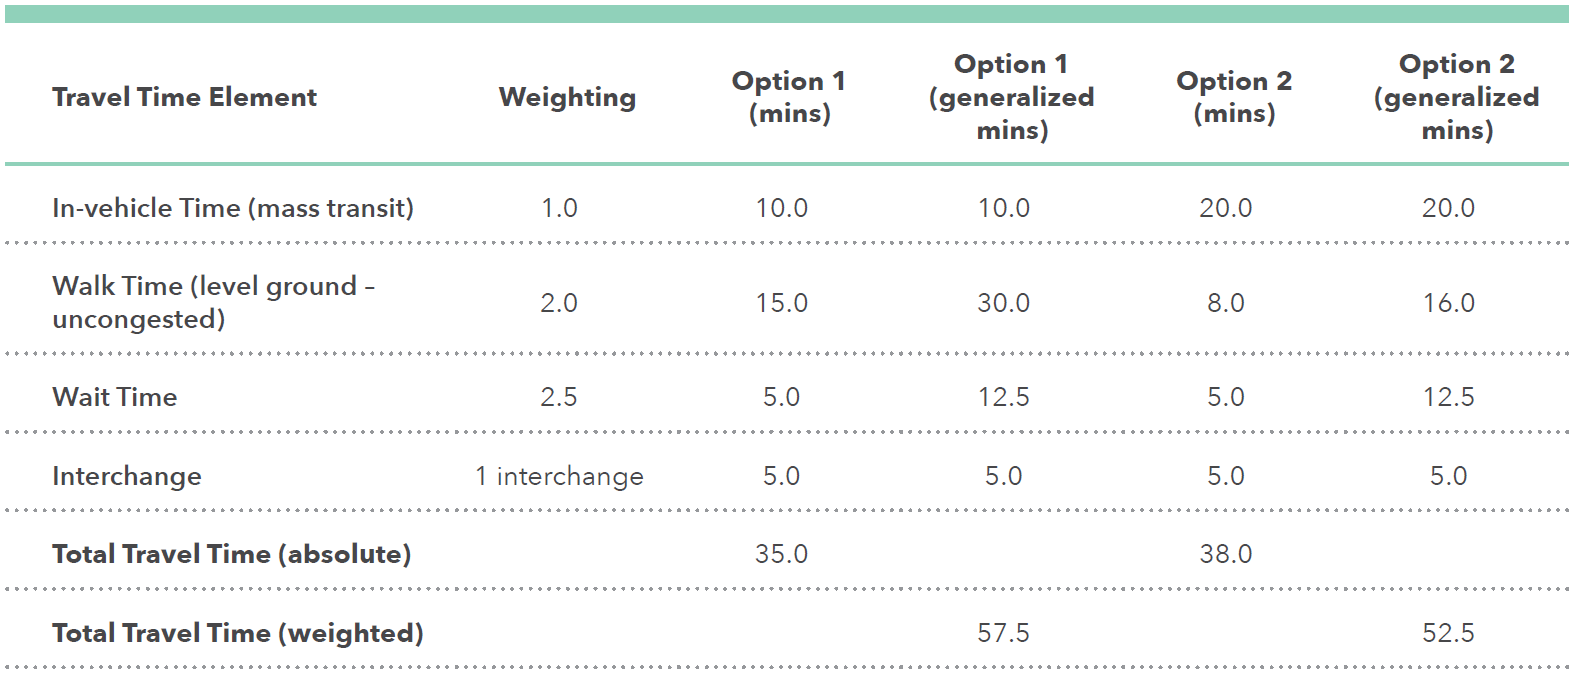 Travel Time Element Weighting Option 1 (mins) Option 1 (generalized mins) Option 2 (mins) Option 2 (generalized mins)
In-vehicle Time (mass transit) 1.0 10.0 10.0 20.0 20.0
Walk Time (level ground – uncongested) 2.0 15.0 30.0 8.0 16.0
Wait Time 2.5 5.0 12.5 5.0 12.5
Interchange 1 interchange 5.0 5.0 5.0 5.0
Total Travel Time (absolute) 35.0 38.0
Total Travel Time (weighted) 57.5 52.5